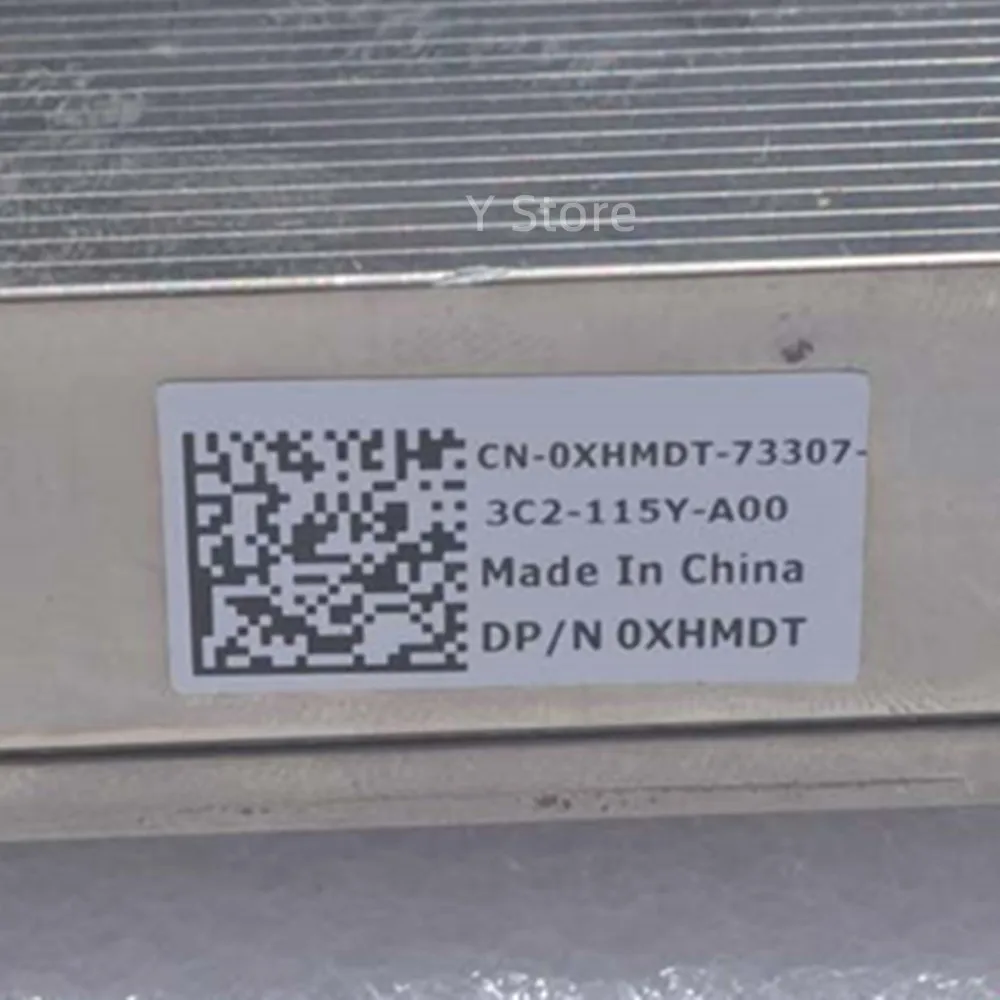 Y Store
CN-0XHMDT-73307-
3C2-115Y-A00
Made In China
DP/N 0XHMDT